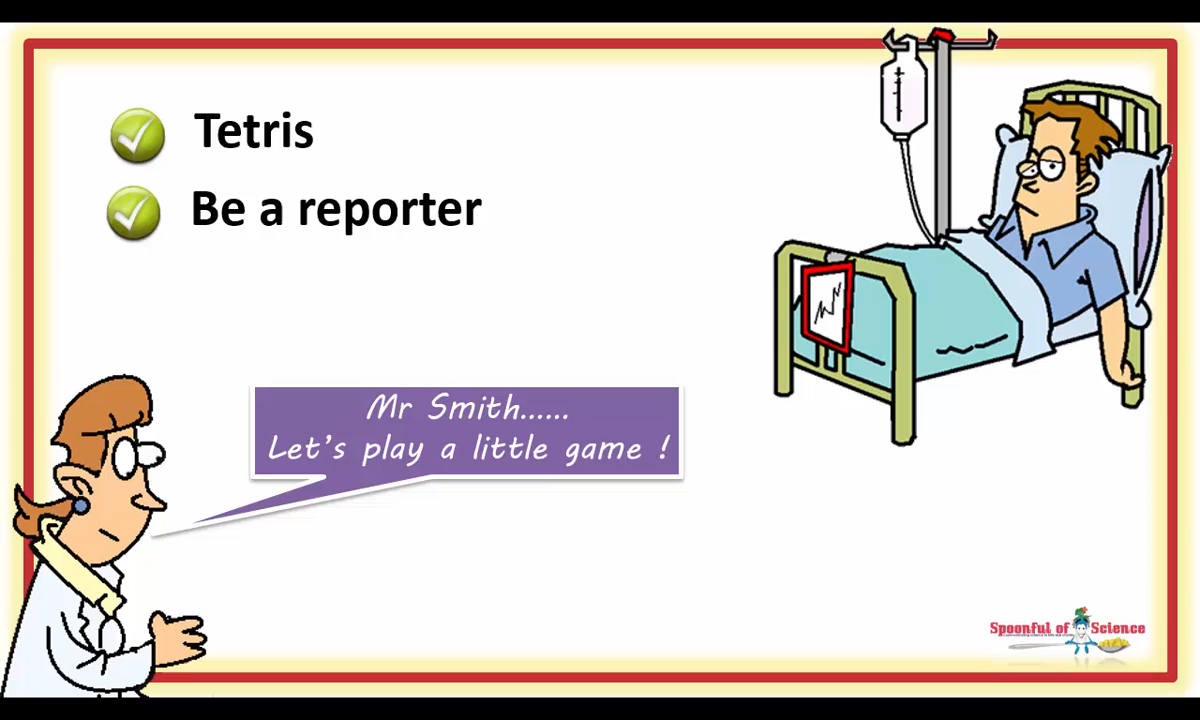 Tetris
Be a reporter
Mr Smith......
Let's play a little game !
Spoonful of Science